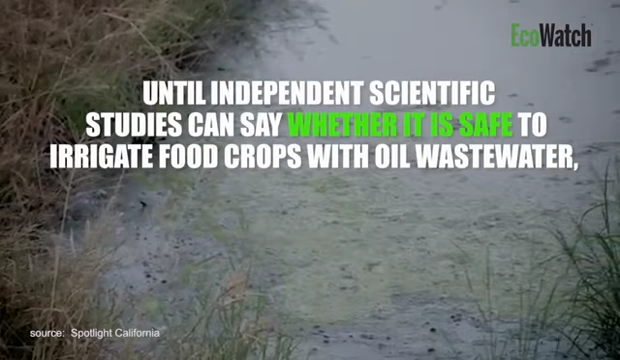 EcoWatch
UNTIL INDEPENDENT SCIENTIFIC
STUDIES CAN SAY WHETHER IT IS SAFE TO
IRRIGATE FOOD CROPS WITH OIL WASTEWATER,
source: Spotlight California